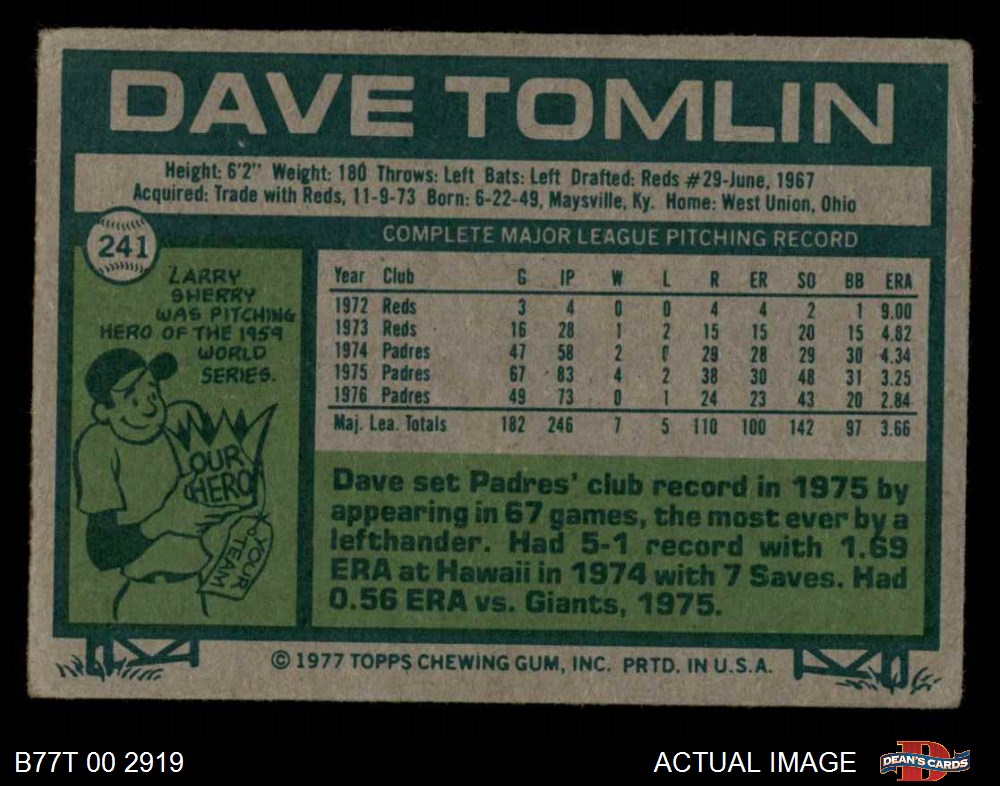 DAVE TOMLIN
Height: 6'2" Weight: 180 Throws: Left Bats: Left Drafted: Reds #29-June, 1967
Acquired: Trade with Reds, 11-9-73 Born: 6-22-49, Maysville, Ky. Home: West Union, Ohio
241
LARRY
SHERRY
WAS PITCHING
HERO OF THE 1959
WORLD
SERIES.
OUR
HERO
YOUR
TEAM
COMPLETE MAJOR LEAGUE PITCHING RECORD
Year Club G IP W L R ER SO BB ERA
1972 Reds 3 4 0 0 4 4 2 1 9.00
1973 Reds 16 28 1 2 15 15 20 15 4.82
1974 Padres 47 58 2 0 29 28 29 30 4.34
1975 Padres 67 83 4 2 38 30 48 31 3.25
1976 Padres 49 73 0 1 24 23 43 20 2.84
Maj. Lea. Totals 182 246 7 5 110 100 142 97 3.66
Dave set Padres' club record in 1975 by
appearing in 67 games, the most ever by a
lefthander. Had 5-1 record with 1.69
ERA at Hawaii in 1974 with 7 Saves. Had
0.56 ERA vs. Giants, 1975.
© 1977 TOPPS CHEWING GUM, INC. PRTD. IN U.S.A.
B77T 00 2919
ACTUAL IMAGE
DEAN'S CARDS